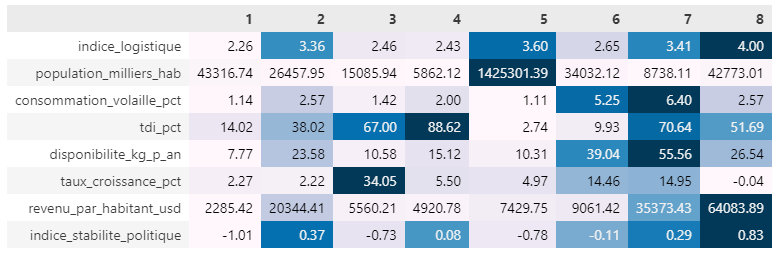 1 2 3 4 5 6 7 8
indice_logistique 2.26 3.36 2.46 2.43 3.60 2.65 3.41 4.00
population_milliers_hab 43316.74 26457.95 15085.94 5862.12 1425301.39 34032.12 8738.11 42773.01
consommation_volaille_pct 1.14 2.57 1.42 2.00 1.11 5.25 6.40 2.57
tdi_pct 14.02 38.02 67.00 88.62 2.74 9.93 70.64 51.69
disponibilite_kg_p_an 7.77 23.58 10.58 15.12 10.31 39.04 55.56 26.54
taux_croissance_pct 2.27 2.22 34.05 5.50 4.97 14.46 14.95 -0.04
revenu_par_habitant_usd 2285.42 20344.41 5560.21 4920.78 7429.75 9061.42 35373.43 64083.89
indice_stabilite_politique -1.01 0.37 -0.73 0.08 -0.78 -0.11 0.29 0.83